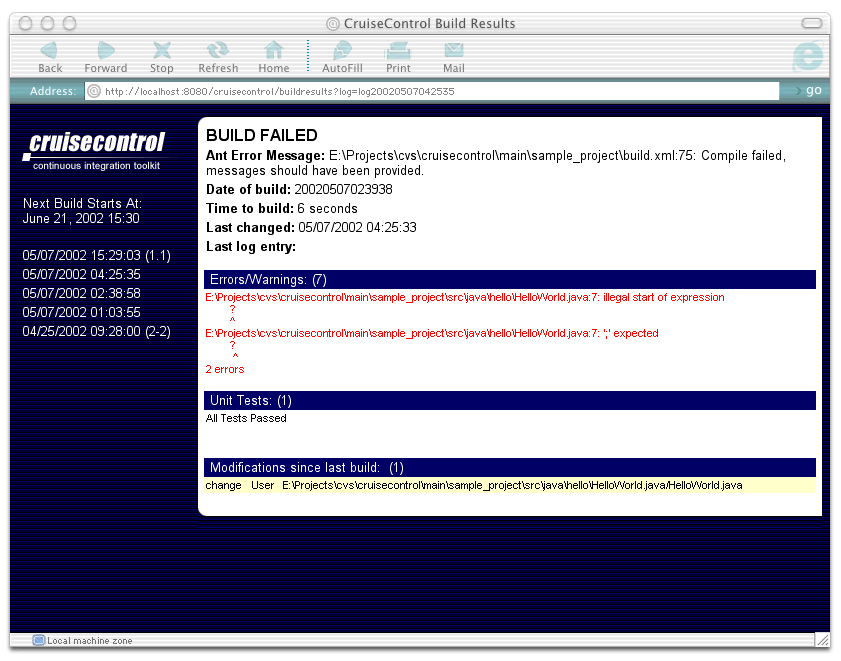 CruiseControl Build Results
Back Forward Stop Refresh Home AutoFill Print Mail
Address: http://localhost:8080/cruisecontrol/buildresults?log=log20020507042535 go
cruisecontrol
continuous integration toolkit
Next Build Starts At:
June 21, 2002 15:30
05/07/2002 15:29:03 (1.1)
05/07/2002 04:25:35
05/07/2002 02:38:58
05/07/2002 01:03:55
04/25/2002 09:28:00 (2-2)
BUILD FAILED
Ant Error Message: E:\Projects\cvs\cruisecontrol\main\sample_project\build.xml:75: Compile failed,
messages should have been provided.
Date of build: 20020507023938
Time to build: 6 seconds
Last changed: 05/07/2002 04:25:33
Last log entry:
Errors/Warnings: (7)
E:\Projects\cvs\cruisecontrol\main\sample_project\src\java\hello\HelloWorld.java:7: illegal start of expression
?
^
E:\Projects\cvs\cruisecontrol\main\sample_project\src\java\hello\HelloWorld.java:7: ';' expected
?
^
2 errors
Unit Tests: (1)
All Tests Passed
Modifications since last build: (1)
change User E:\Projects\cvs\cruisecontrol\main\sample_project\src\java\hello\HelloWorld.java/HelloWorld.java
Local machine zone